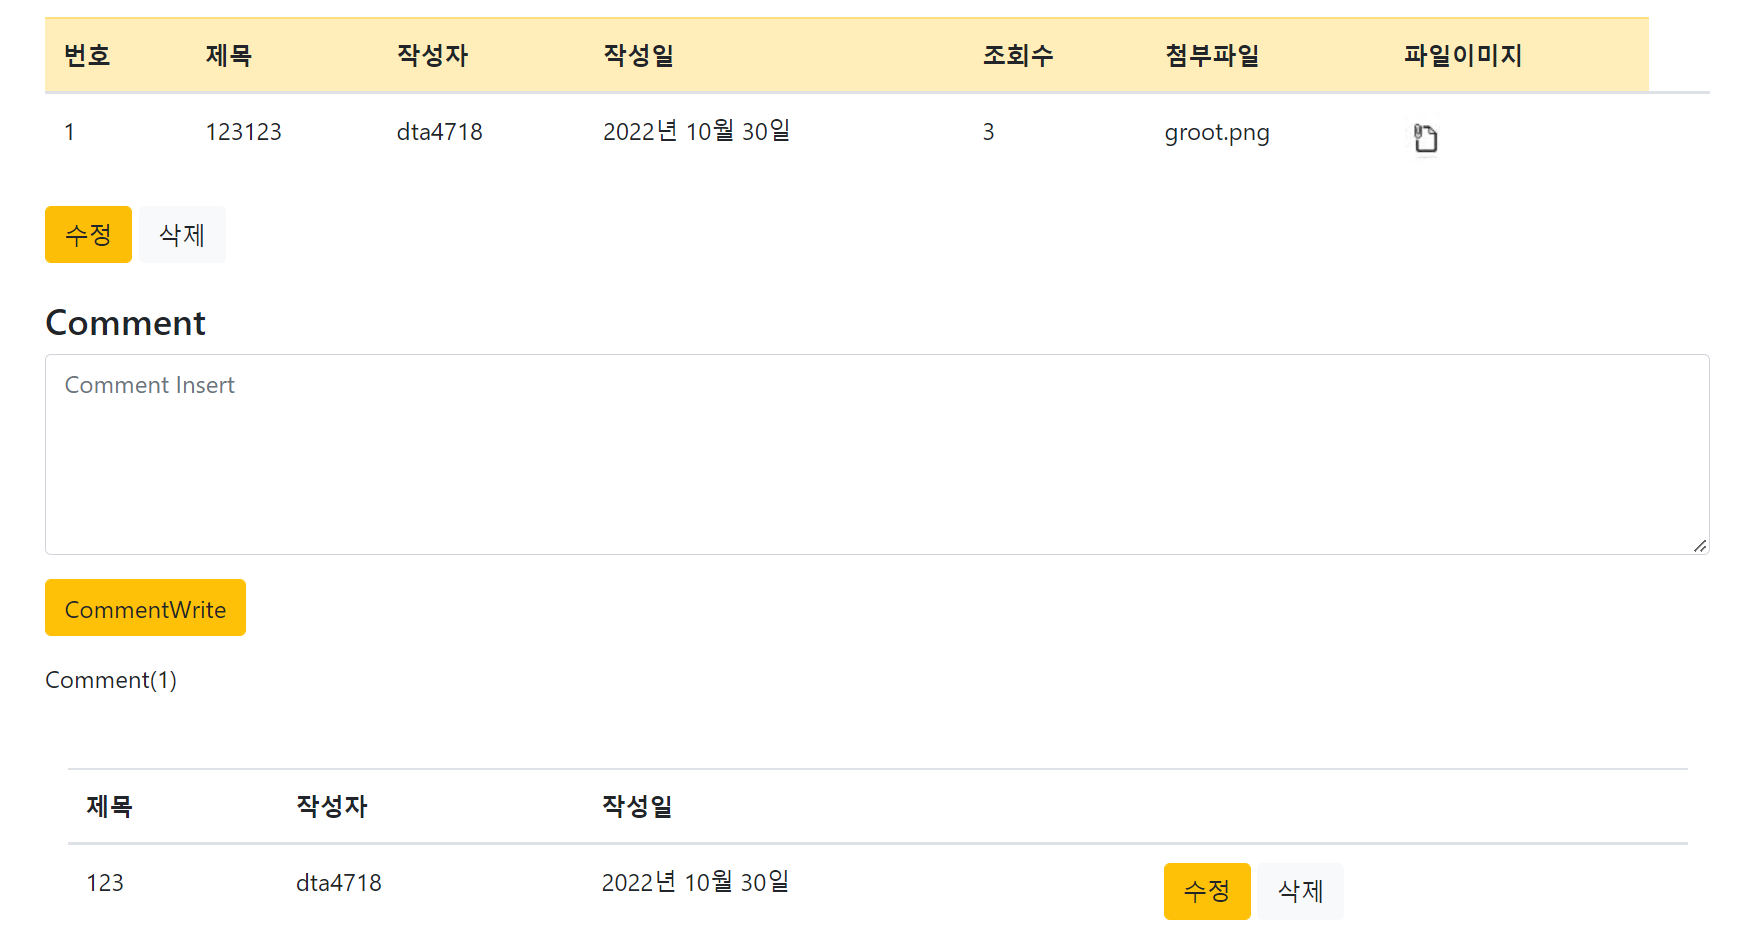 번호 제목 작성자 작성일 조회수 첨부파일 파일이미지
1 123123 dta4718 2022년 10월 30일 3 groot.png
수정 삭제
Comment
Comment Insert
CommentWrite
Comment(1)
제목 작성자 작성일
123 dta4718 2022년 10월 30일 수정 삭제